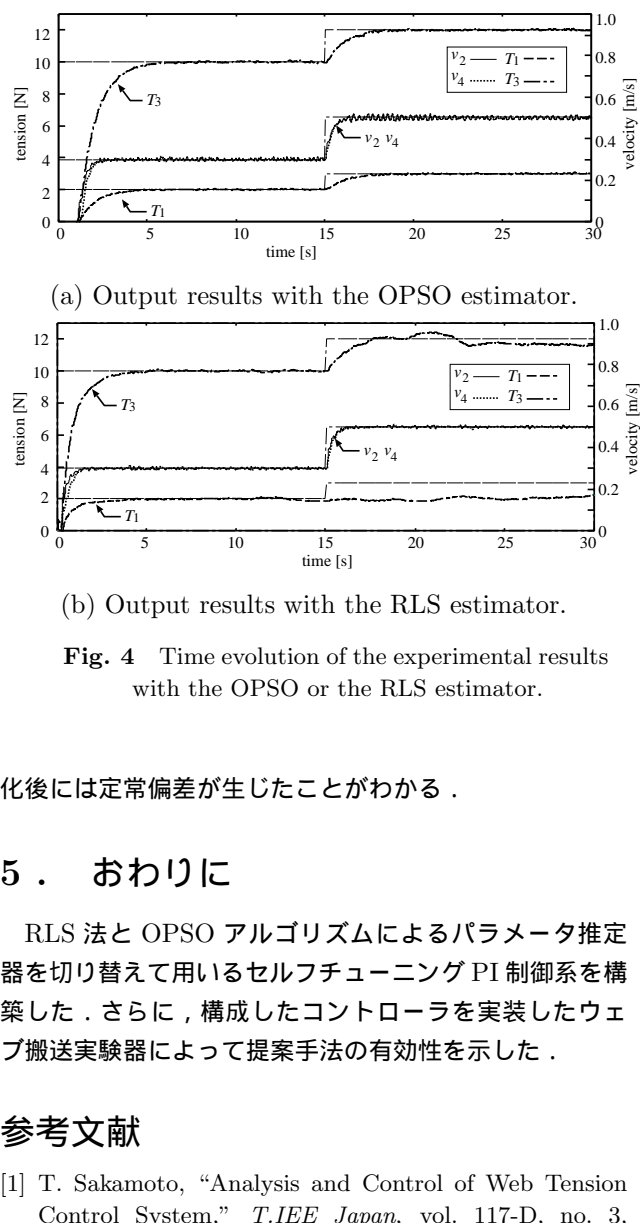 12
10
8
6
4
2
0
tension [N]
1.0
0.8
0.6
0.4
0.2
0
velocity [m/s]
v2 T1
v4 T3
T3
v2 v4
T1
0 5 10 15 20 25 30
time [s]
(a) Output results with the OPSO estimator.
12
10
8
6
4
2
0
tension [N]
1.0
0.8
0.6
0.4
0.2
0
velocity [m/s]
v2 T1
v4 T3
T3
v2 v4
T1
0 5 10 15 20 25 30
time [s]
(b) Output results with the RLS estimator.
Fig. 4 Time evolution of the experimental results
with the OPSO or the RLS estimator.
化後には定常偏差が生じたことがわかる．
5． おわりに
RLS 法と OPSO アルゴリズムによるパラメータ推定
器を切り替えて用いるセルフチューニング PI 制御系を構
築した．さらに，構成したコントローラを実装したウェ
ブ搬送実験器によって提案手法の有効性を示した．
参考文献
[1] T. Sakamoto, “Analysis and Control of Web Tension
Control System,” T.IEE Japan, vol. 117-D, no. 3,